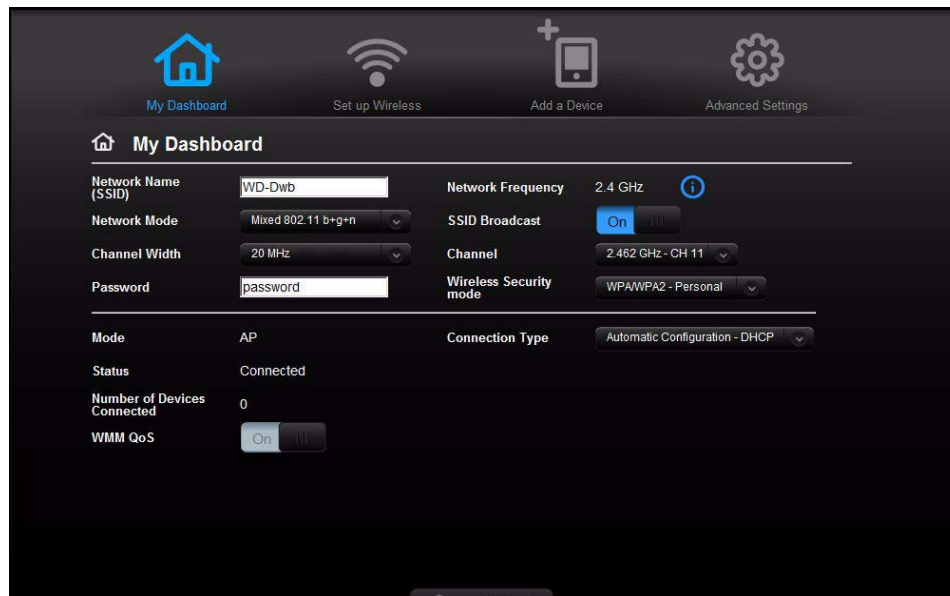 My Dashboard
Set up Wireless
Add a Device
Advanced Settings
My Dashboard
Network Name
(SSID)
WD-Dwb
Network Frequency
2.4 GHz
Network Mode
Mixed 802.11 b+g+n
SSID Broadcast
On
Channel Width
20 MHz
Channel
2.462 GHz - CH 11
Password
password
Wireless Security
mode
WPA/WPA2 - Personal
Mode
AP
Connection Type
Automatic Configuration - DHCP
Status
Connected
Number of Devices
Connected
0
WMM QoS
On